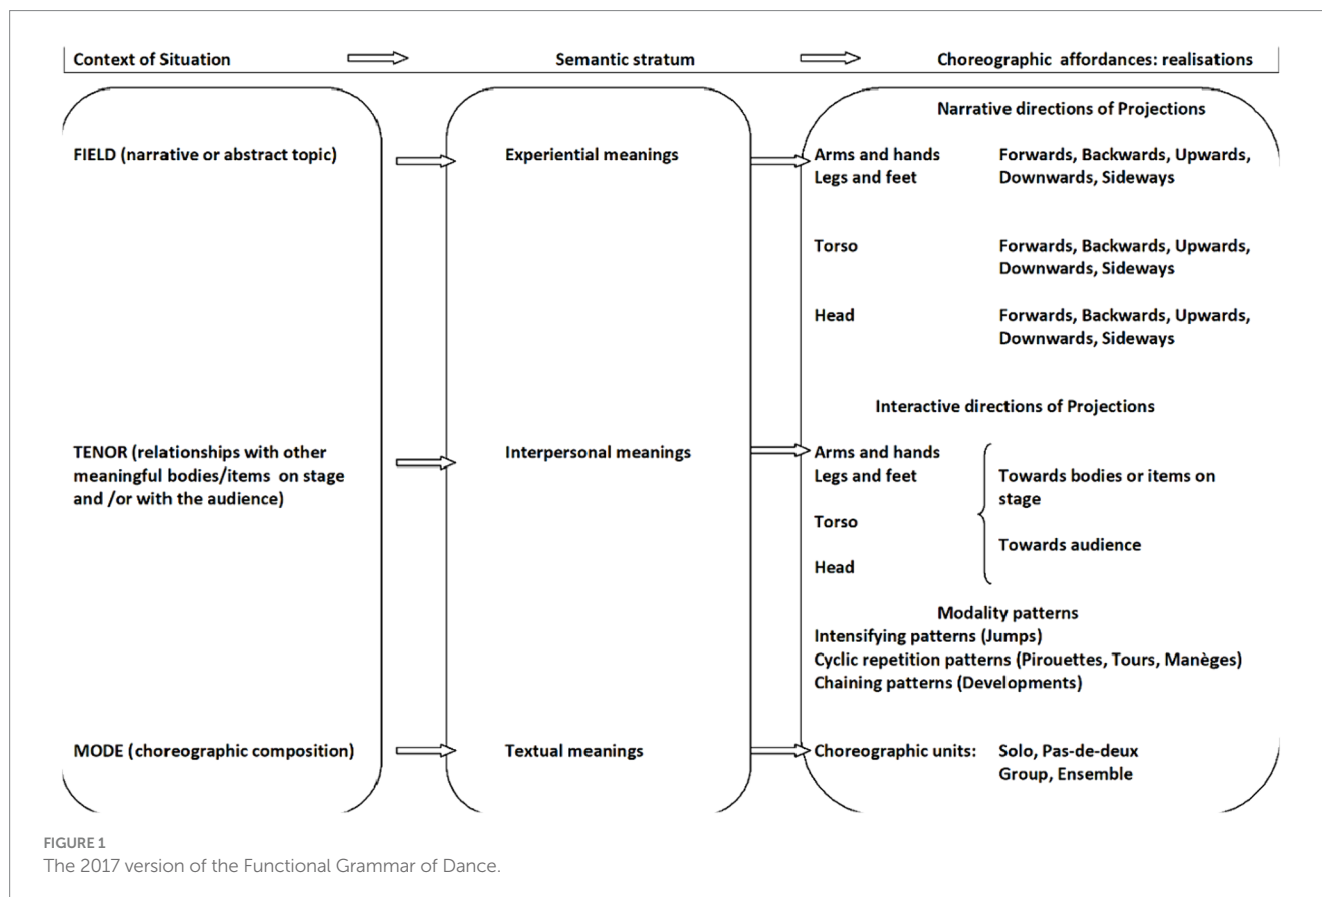 Context of Situation Semantic stratum Choreographic affordances: realisations
Narrative directions of Projections
FIELD (narrative or abstract topic) Experiential meanings Arms and hands Forwards, Backwards, Upwards,
Legs and feet Downwards, Sideways
Torso Forwards, Backwards, Upwards,
Downwards, Sideways
Head Forwards, Backwards, Upwards,
Downwards, Sideways
Interactive directions of Projections
TENOR (relationships with other Interpersonal meanings Arms and hands
meaningful bodies/items on stage Legs and feet Towards bodies or items on
and /or with the audience) stage
Torso
Towards audience
Head
Modality patterns
Intensifying patterns (Jumps)
Cyclic repetition patterns (Pirouettes, Tours, Manèges)
Chaining patterns (Developments)
MODE (choreographic composition) Textual meanings Choreographic units: Solo, Pas-de-deux
Group, Ensemble
FIGURE 1
The 2017 version of the Functional Grammar of Dance.